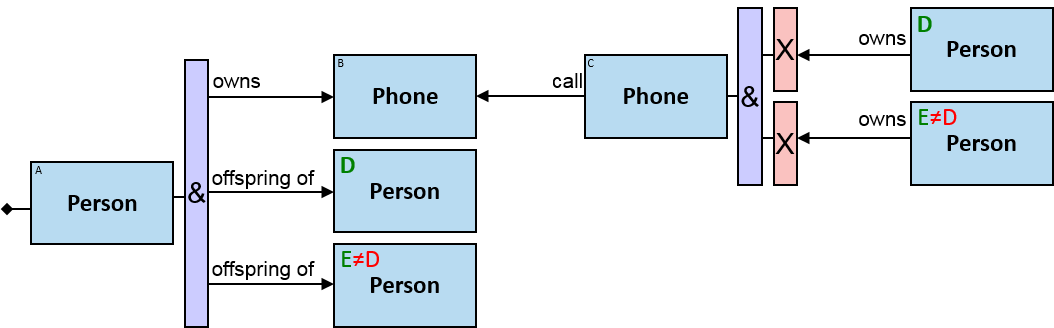 A
Person
&
owns
B
Phone
call
C
Phone
&
X
owns
D
Person
X
owns
E≠D
Person
offspring of
D
Person
offspring of
E≠D
Person